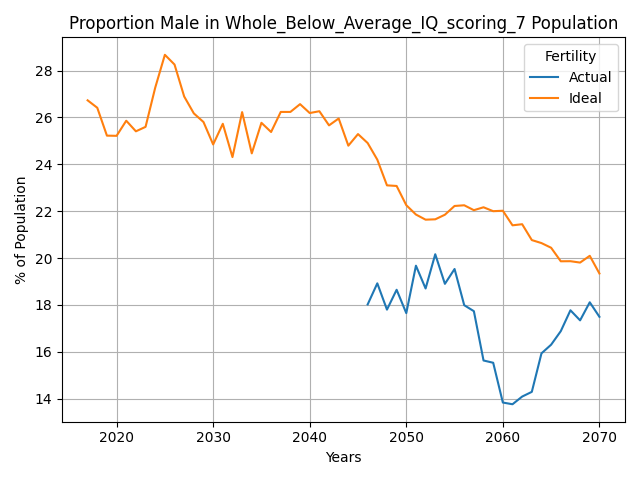 Proportion Male in Whole_Below_Average_IQ_scoring_7 Population
Fertility
Actual
Ideal
% of Population
28
26
24
22
20
18
16
14
2020 2030 2040 2050 2060 2070
Years